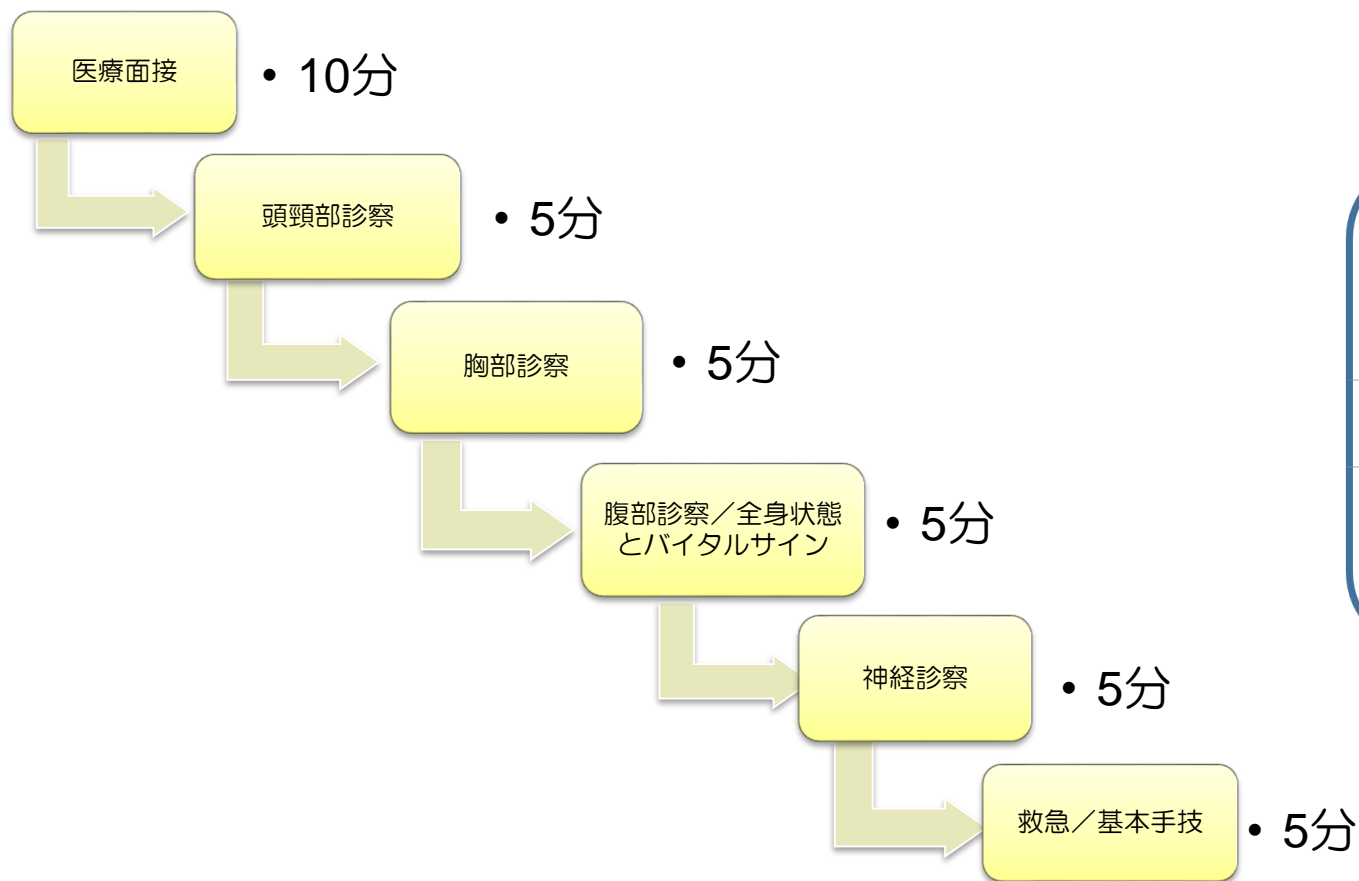 医療面接
• 10分
頭頸部診察
• 5分
胸部診察
• 5分
腹部診察／全身状態
とバイタルサイン
• 5分
神経診察
• 5分
救急／基本手技
• 5分